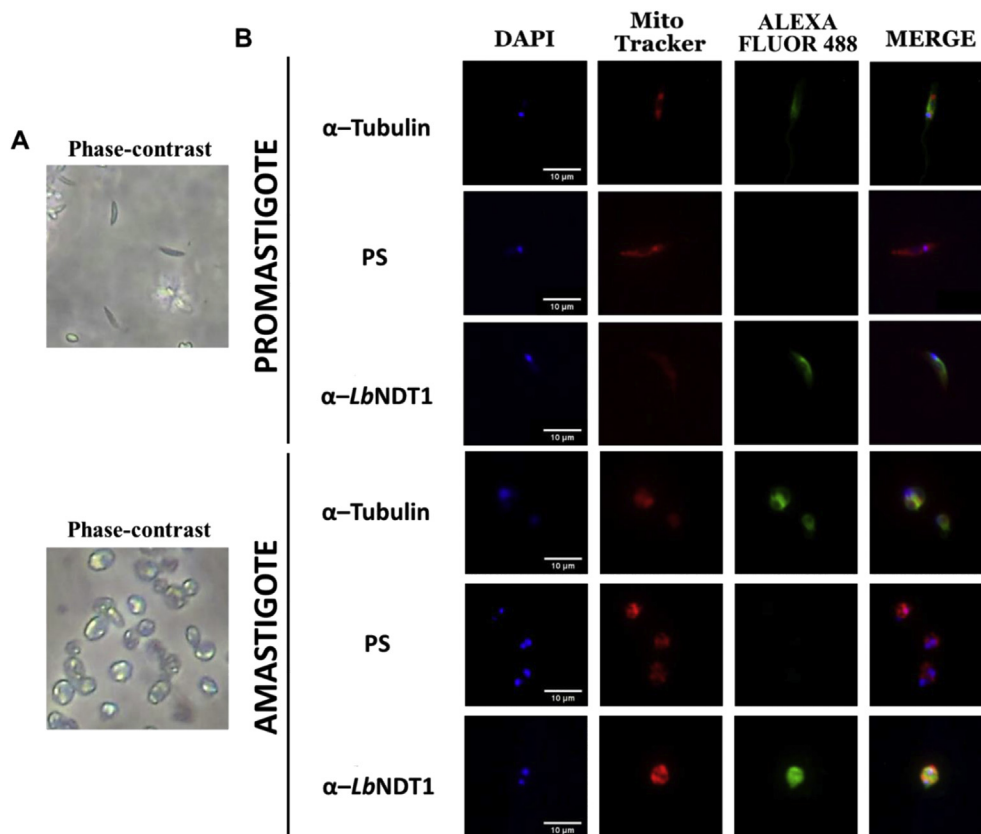 B
DAPI
Mito
Tracker
ALEXA
FLUOR 488
MERGE
A
Phase-contrast
PROMASTIGOTE
α–Tubulin
10 µm
PS
10 µm
α–LbNDT1
10 µm
Phase-contrast
AMASTIGOTE
α–Tubulin
10 µm
PS
10 µm
α–LbNDT1
10 µm